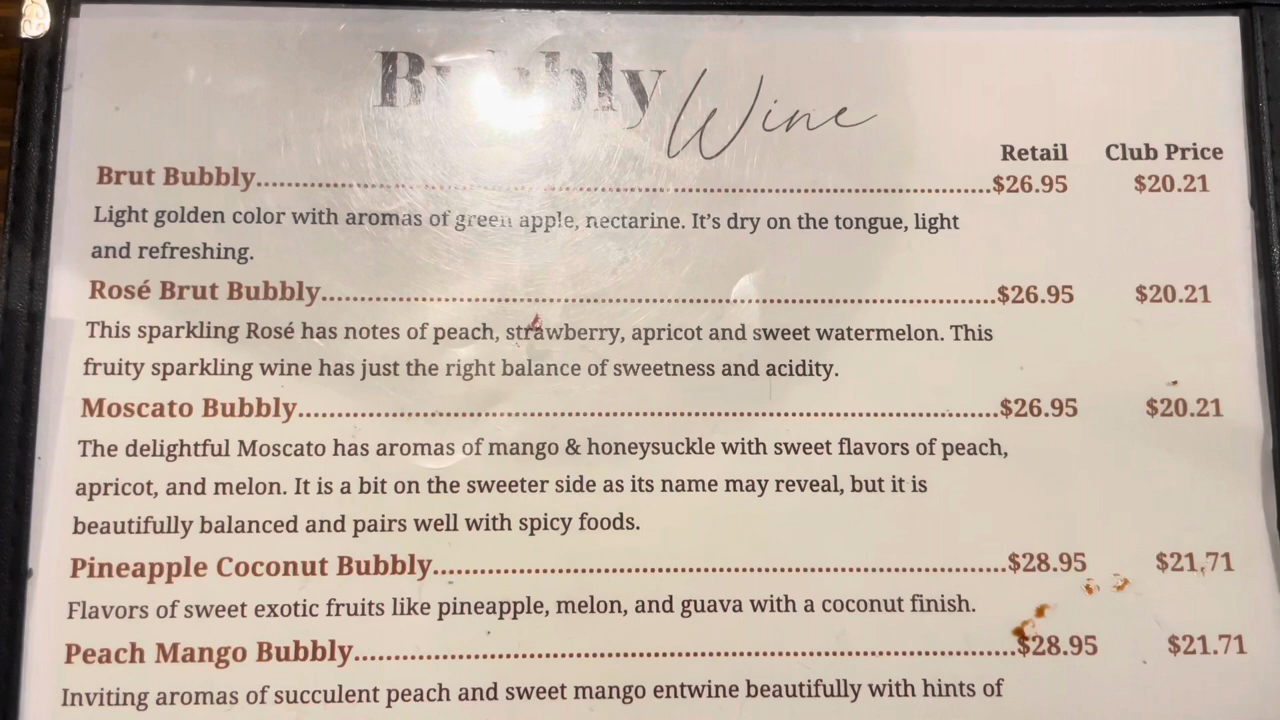 Bubbly Wine
Retail Club Price
Brut Bubbly........................................................................................$26.95 $20.21
Light golden color with aromas of green apple, nectarine. It’s dry on the tongue, light
and refreshing.
Rosé Brut Bubbly................................................................................$26.95 $20.21
This sparkling Rosé has notes of peach, strawberry, apricot and sweet watermelon. This
fruity sparkling wine has just the right balance of sweetness and acidity.
Moscato Bubbly..................................................................................$26.95 $20.21
The delightful Moscato has aromas of mango & honeysuckle with sweet flavors of peach,
apricot, and melon. It is a bit on the sweeter side as its name may reveal, but it is
beautifully balanced and pairs well with spicy foods.
Pineapple Coconut Bubbly..................................................................$28.95 $21.71
Flavors of sweet exotic fruits like pineapple, melon, and guava with a coconut finish.
Peach Mango Bubbly...........................................................................$28.95 $21.71
Inviting aromas of succulent peach and sweet mango entwine beautifully with hints of